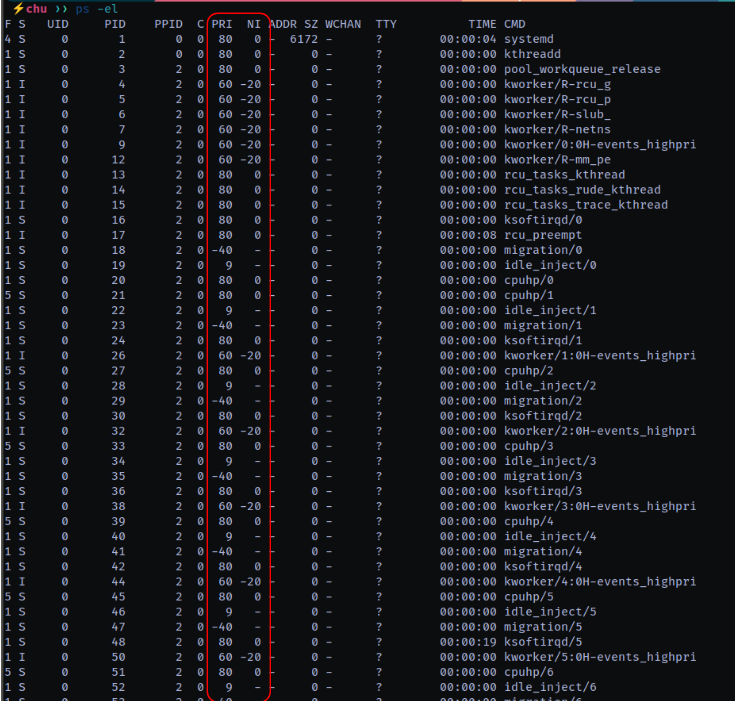 ⚡chu ›› ps -el
F S   UID     PID    PPID  C PRI  NI ADDR SZ WCHAN  TTY          TIME CMD
4 S     0       1       0  0  80   0 -  6172 -      ?        00:00:04 systemd
1 S     0       2       0  0  80   0 -     0 -      ?        00:00:00 kthreadd
1 S     0       3       2  0  80   0 -     0 -      ?        00:00:00 pool_workqueue_release
1 I     0       4       2  0  60 -20 -     0 -      ?        00:00:00 kworker/R-rcu_g
1 I     0       5       2  0  60 -20 -     0 -      ?        00:00:00 kworker/R-rcu_p
1 I     0       6       2  0  60 -20 -     0 -      ?        00:00:00 kworker/R-slub_
1 I     0       7       2  0  60 -20 -     0 -      ?        00:00:00 kworker/R-netns
1 I     0       9       2  0  60 -20 -     0 -      ?        00:00:00 kworker/0:0H-events_highpri
1 I     0      12       2  0  60 -20 -     0 -      ?        00:00:00 kworker/R-mm_pe
1 I     0      13       2  0  80   0 -     0 -      ?        00:00:00 rcu_tasks_kthread
1 I     0      14       2  0  80   0 -     0 -      ?        00:00:00 rcu_tasks_rude_kthread
1 I     0      15       2  0  80   0 -     0 -      ?        00:00:00 rcu_tasks_trace_kthread
1 S     0      16       2  0  80   0 -     0 -      ?        00:00:00 ksoftirqd/0
1 I     0      17       2  0  80   0 -     0 -      ?        00:00:08 rcu_preempt
1 S     0      18       2  0 -40   - -     0 -      ?        00:00:00 migration/0
1 S     0      19       2  0   9   - -     0 -      ?        00:00:00 idle_inject/0
1 S     0      20       2  0  80   0 -     0 -      ?        00:00:00 cpuhp/0
5 S     0      21       2  0  80   0 -     0 -      ?        00:00:00 cpuhp/1
1 S     0      22       2  0   9   - -     0 -      ?        00:00:00 idle_inject/1
1 S     0      23       2  0 -40   - -     0 -      ?        00:00:00 migration/1
1 S     0      24       2  0  80   0 -     0 -      ?        00:00:00 ksoftirqd/1
1 I     0      26       2  0  60 -20 -     0 -      ?        00:00:00 kworker/1:0H-events_highpri
5 S     0      27       2  0  80   0 -     0 -      ?        00:00:00 cpuhp/2
1 S     0      28       2  0   9   - -     0 -      ?        00:00:00 idle_inject/2
1 S     0      29       2  0 -40   - -     0 -      ?        00:00:00 migration/2
1 S     0      30       2  0  80   0 -     0 -      ?        00:00:00 ksoftirqd/2
1 I     0      32       2  0  60 -20 -     0 -      ?        00:00:00 kworker/2:0H-events_highpri
5 S     0      33       2  0  80   0 -     0 -      ?        00:00:00 cpuhp/3
1 S     0      34       2  0   9   - -     0 -      ?        00:00:00 idle_inject/3
1 S     0      35       2  0 -40   - -     0 -      ?        00:00:00 migration/3
1 S     0      36       2  0  80   0 -     0 -      ?        00:00:00 ksoftirqd/3
1 I     0      38       2  0  60 -20 -     0 -      ?        00:00:00 kworker/3:0H-events_highpri
5 S     0      39       2  0  80   0 -     0 -      ?        00:00:00 cpuhp/4
1 S     0      40       2  0   9   - -     0 -      ?        00:00:00 idle_inject/4
1 S     0      41       2  0 -40   - -     0 -      ?        00:00:00 migration/4
1 S     0      42       2  0  80   0 -     0 -      ?        00:00:00 ksoftirqd/4
1 I     0      44       2  0  60 -20 -     0 -      ?        00:00:00 kworker/4:0H-events_highpri
5 S     0      45       2  0  80   0 -     0 -      ?        00:00:00 cpuhp/5
1 S     0      46       2  0   9   - -     0 -      ?        00:00:00 idle_inject/5
1 S     0      47       2  0 -40   - -     0 -      ?        00:00:00 migration/5
1 S     0      48       2  0  80   0 -     0 -      ?        00:00:19 ksoftirqd/5
1 I     0      50       2  0  60 -20 -     0 -      ?        00:00:00 kworker/5:0H-events_highpri
5 S     0      51       2  0  80   0 -     0 -      ?        00:00:00 cpuhp/6
1 S     0      52       2  0   9   - -     0 -      ?        00:00:00 idle_inject/6